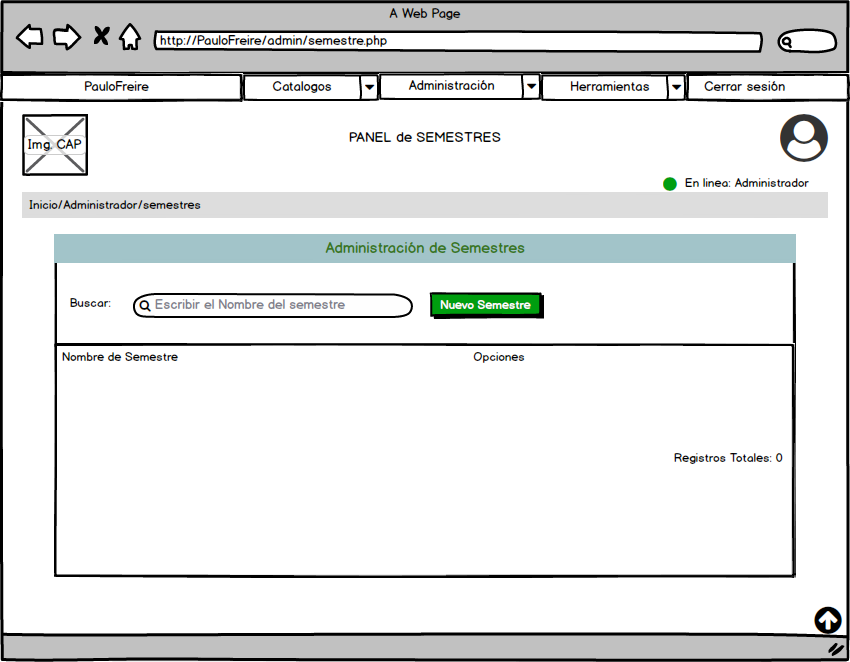 A Web Page
http://PauloFreire/admin/semestre.php
PauloFreire
Catalogos
Administración
Herramientas
Cerrar sesión
Img. CAP
PANEL de SEMESTRES
En linea: Administrador
Inicio/Administrador/semestres
Administración de Semestres
Buscar:
Escribir el Nombre del semestre
Nuevo Semestre
Nombre de Semestre
Opciones
Registros Totales: 0